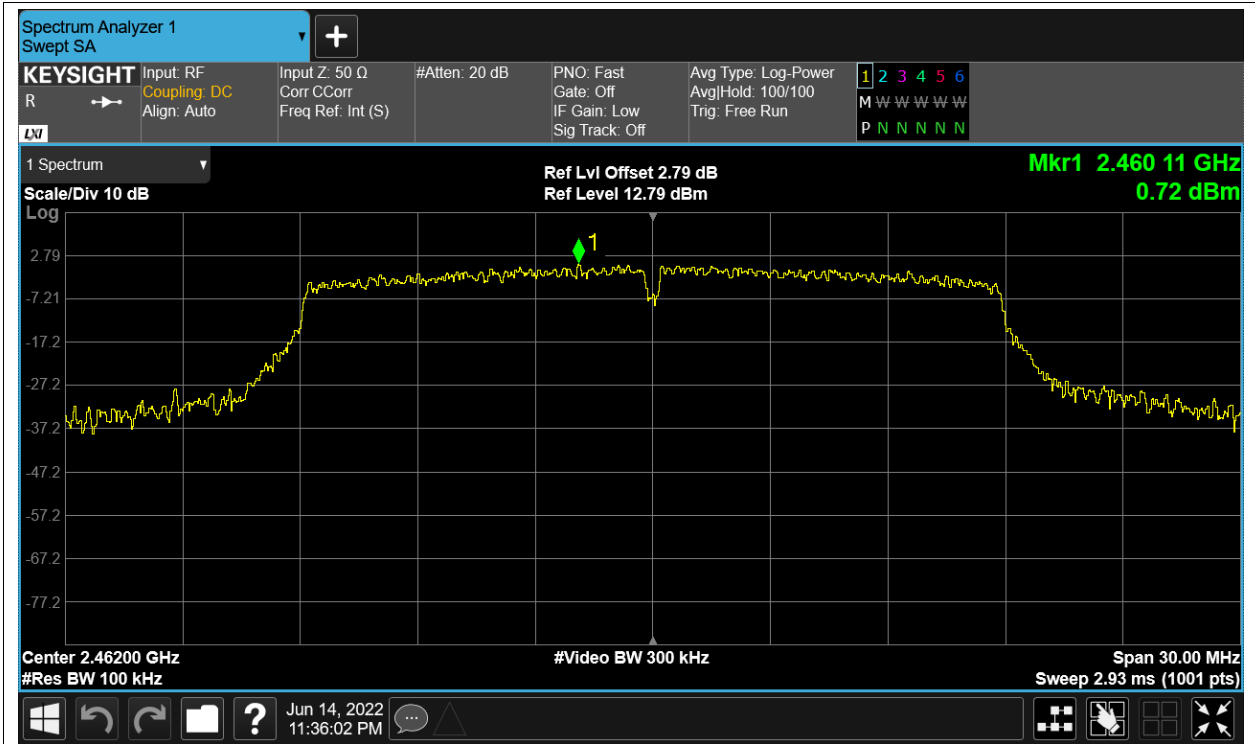 Spectrum Analyzer 1
Swept SA
KEYSIGHT
R
LXI
Input: RF
Coupling: DC
Align: Auto
Input Z: 50 Ω
Corr CCorr
Freq Ref: Int (S)
#Atten: 20 dB
PNO: Fast
Gate: Off
IF Gain: Low
Sig Track: Off
Avg Type: Log-Power
Avg|Hold: 100/100
Trig: Free Run
1 2 3 4 5 6
M W W W W W
P N N N N N
1 Spectrum
Scale/Div 10 dB
Log
Ref Lvl Offset 2.79 dB
Ref Level 12.79 dBm
Mkr1 2.460 11 GHz
0.72 dBm
1
2.79
-7.21
-17.2
-27.2
-37.2
-47.2
-57.2
-67.2
-77.2
Center 2.46200 GHz
#Res BW 100 kHz
#Video BW 300 kHz
Span 30.00 MHz
Sweep 2.93 ms (1001 pts)
?
Jun 14, 2022
11:36:02 PM